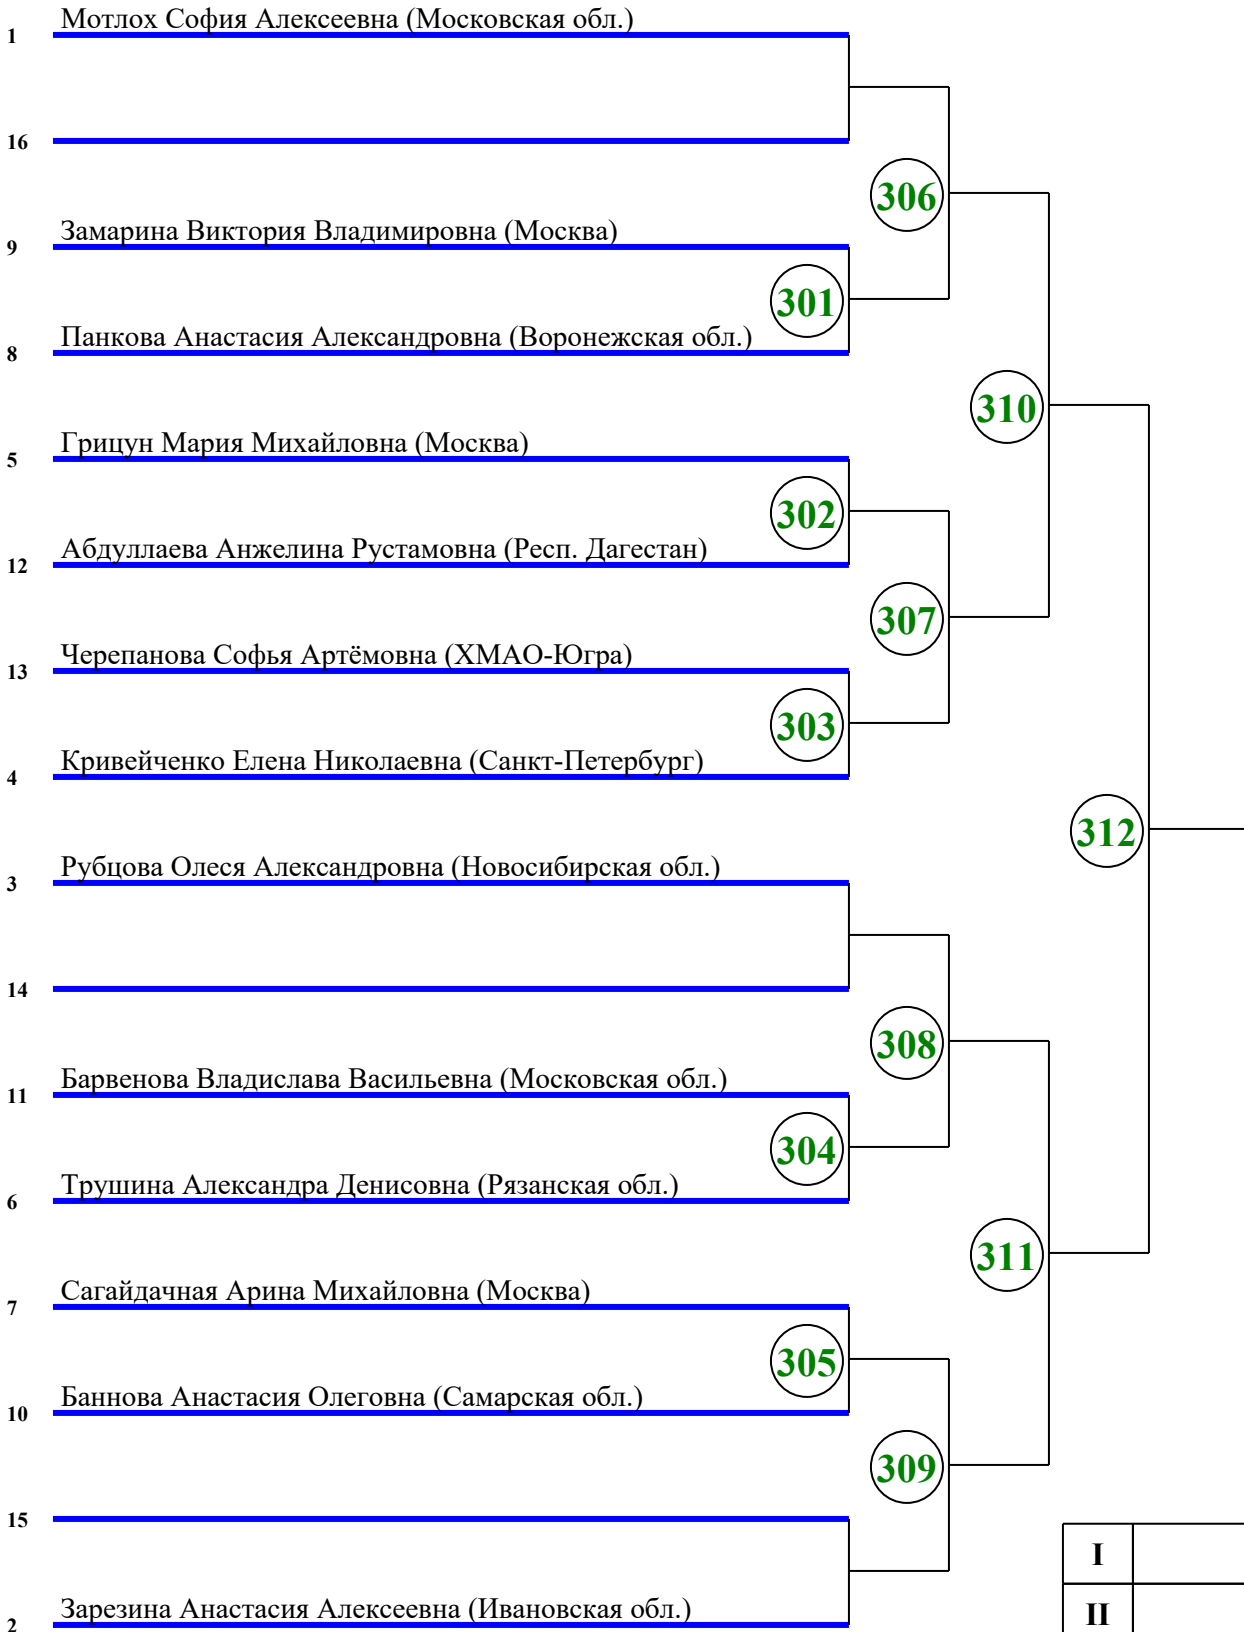 Мотлох София Алексеевна (Московская обл.)
1
16
306
Замарина Виктория Владимировна (Москва)
9
301
Панкова Анастасия Александровна (Воронежская обл.)
8
310
Грицун Мария Михайловна (Москва)
5
302
Абдуллаева Анжелина Рустамовна (Респ. Дагестан)
12
307
Черепанова Софья Артёмовна (ХМАО-Югра)
13
303
Кривейченко Елена Николаевна (Санкт-Петербург)
4
312
Рубцова Олеся Александровна (Новосибирская обл.)
3
14
308
Барвенова Владислава Васильевна (Московская обл.)
11
304
Трушина Александра Денисовна (Рязанская обл.)
6
311
Сагайдачная Арина Михайловна (Москва)
7
305
Баннова Анастасия Олеговна (Самарская обл.)
10
309
15
I
Зарезина Анастасия Алексеевна (Ивановская обл.)
2
II